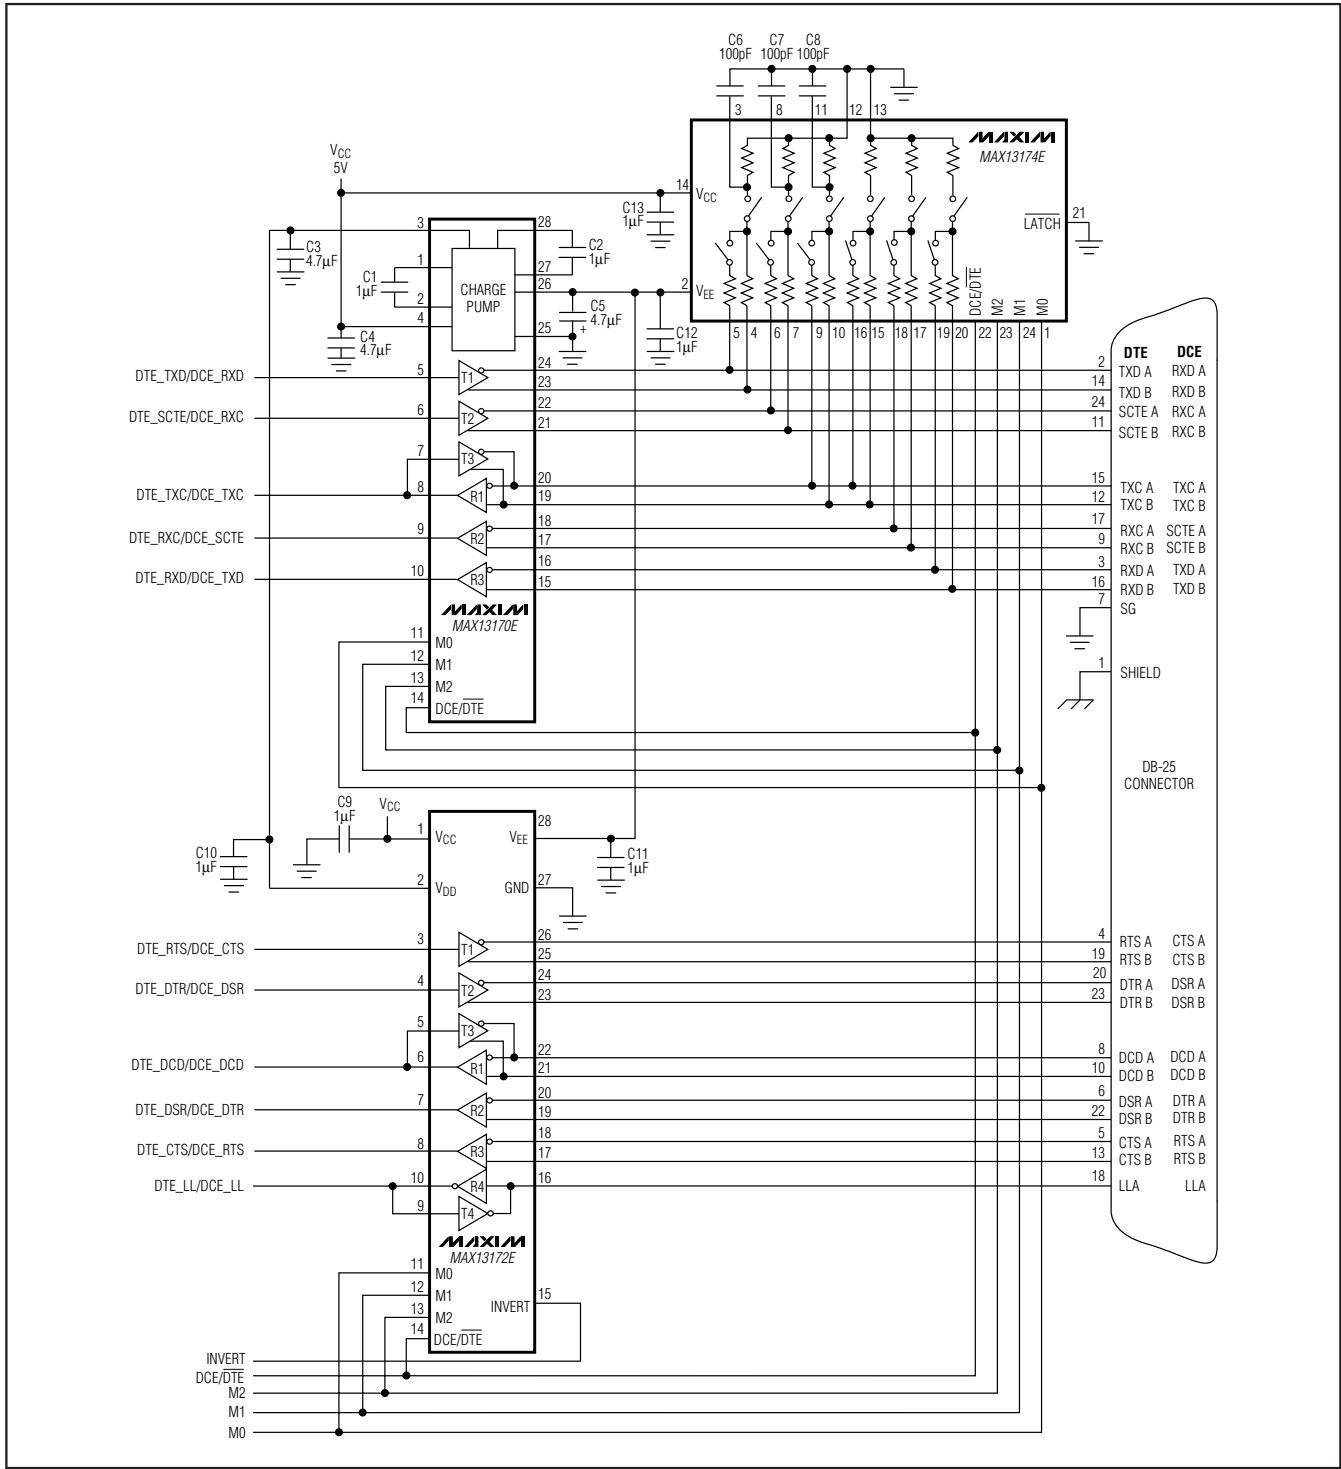 C6 C7 C8
100pF 100pF 100pF
3 8 11 12 13
MAXIM
MAX13174E
VCC
5V
14 VCC
C13
1µF
LATCH 21
3 28
C3
4.7µF
C2
1µF
1 27
C1
1µF
CHARGE
PUMP
26
2 VEE
DCE/DTE
M2
M1
M0
2
4
C5
4.7µF
+
25
C12
1µF
C4
4.7µF
5 4 6 7 9 10 16 15 18 17 19 20 22 23 24 1
DTE DCE
DTE_TXD/DCE_RXD 5 T1 24 2 TXD A RXD A
23 14 TXD B RXD B
DTE_SCTE/DCE_RXC 6 T2 22 24 SCTE A RXC A
21 11 SCTE B RXC B
7 T3
DTE_TXC/DCE_TXC 8 R1 20 15 TXC A TXC A
19 12 TXC B TXC B
DTE_RXC/DCE_SCTE 9 R2 18 17 RXC A SCTE A
17 9 RXC B SCTE B
DTE_RXD/DCE_TXD 10 R3 16 3 RXD A TXD A
15 16 RXD B TXD B
7 SG
MAXIM
MAX13170E
11 M0
12 M1
13 M2
14 DCE/DTE
1 SHIELD
DB-25
CONNECTOR
C9
1µF
VCC
1 VCC VEE 28
C10
1µF
C11
1µF
2 VDD GND 27
DTE_RTS/DCE_CTS 3 T1 26 4 RTS A CTS A
25 19 RTS B CTS B
DTE_DTR/DCE_DSR 4 T2 24 20 DTR A DSR A
23 23 DTR B DSR B
5 T3
DTE_DCD/DCE_DCD 6 R1 22 8 DCD A DCD A
21 10 DCD B DCD B
DTE_DSR/DCE_DTR 7 R2 20 6 DSR A DTR A
19 22 DSR B DTR B
DTE_CTS/DCE_RTS 8 R3 18 5 CTS A RTS A
17 13 CTS B RTS B
DTE_LL/DCE_LL 10 R4 16 18 LLA LLA
9 T4
MAXIM
MAX13172E
11 M0
12 M1
13 M2
14 DCE/DTE
INVERT 15
INVERT
DCE/DTE
M2
M1
M0